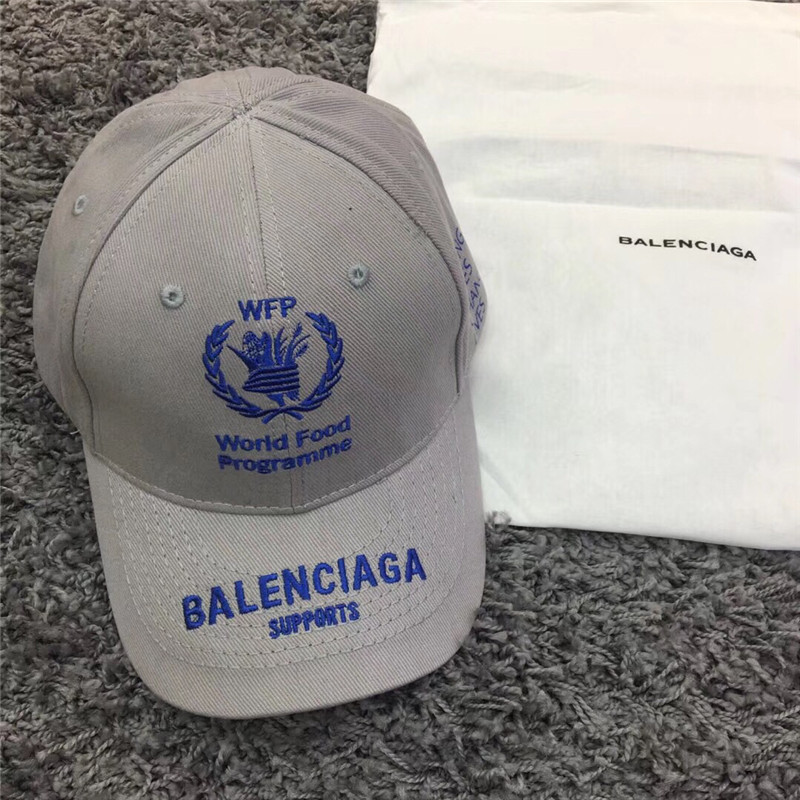 WFP
World Food
Programme
BALENCIAGA
SUPPORTS
BALENCIAGA